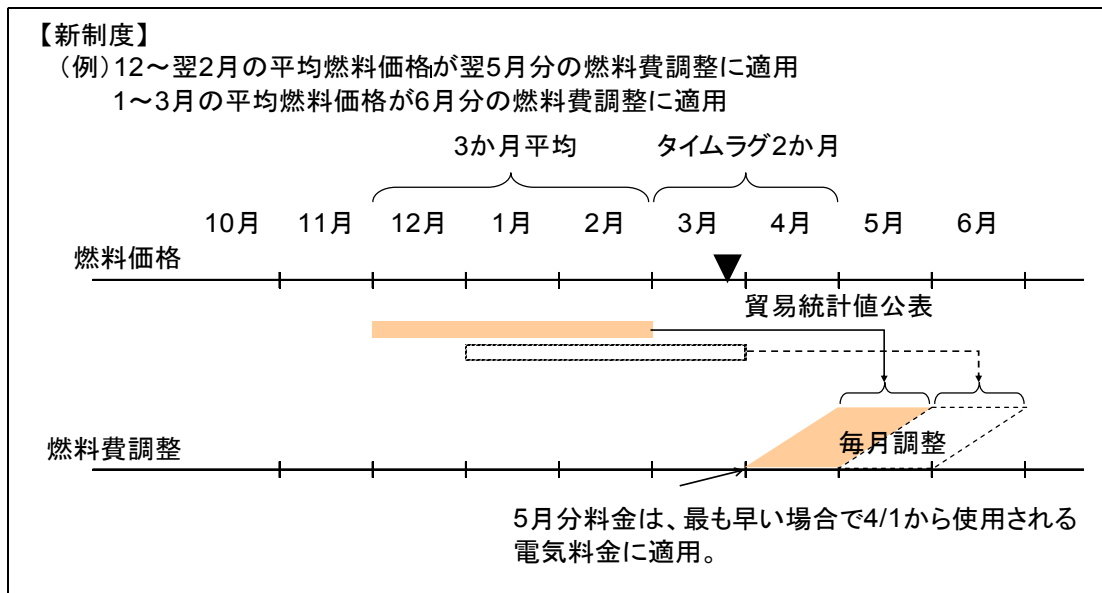 【新制度】
（例）12～翌2月の平均燃料価格が翌5月分の燃料費調整に適用
1～3月の平均燃料価格が6月分の燃料費調整に適用
3か月平均 タイムラグ2か月
10月 11月 12月 1月 2月 3月 4月 5月 6月
燃料価格
貿易統計値公表
毎月調整
燃料費調整
5月分料金は、最も早い場合で4/1から使用される
電気料金に適用。